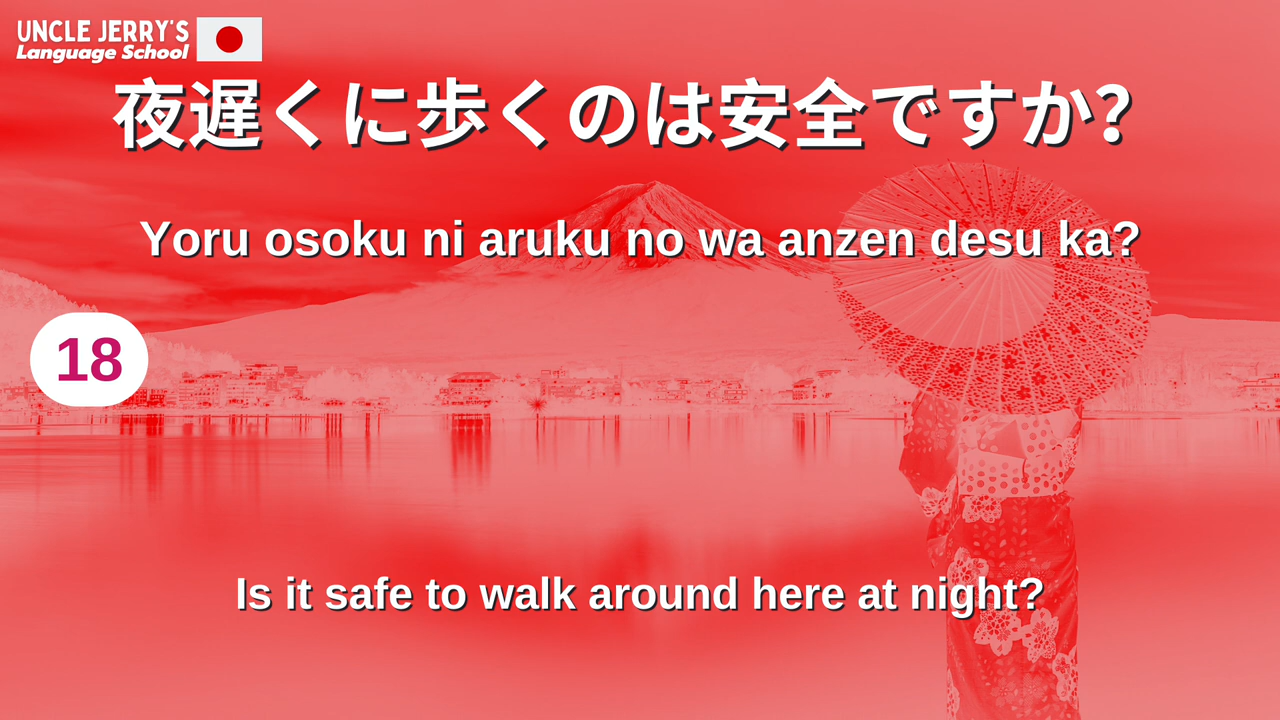 UNCLE JERRY'S
Language School
夜遅くに歩くのは安全ですか?
Yoru osoku ni aruku no wa anzen desu ka?
18
Is it safe to walk around here at night?